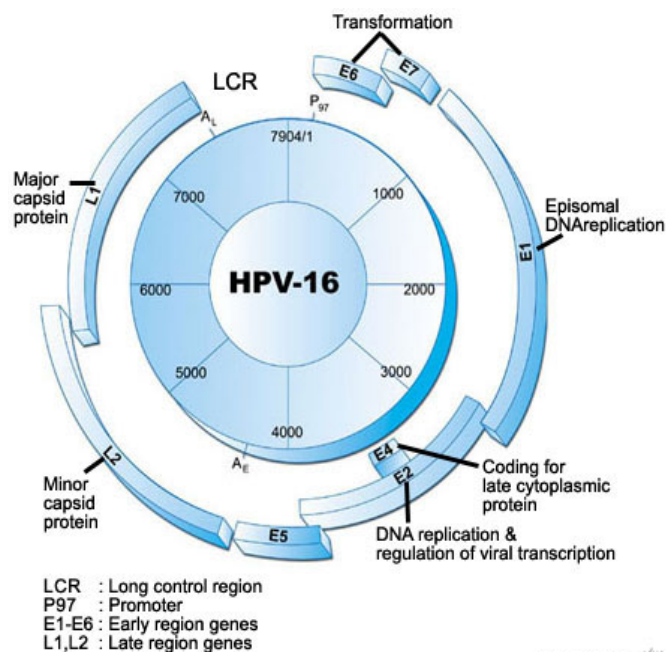 Transformation
E6
E7
LCR
P97
AL
7904/1
1000
2000
3000
4000
5000
6000
7000
HPV-16
L1
Major
capsid
protein
Episomal
DNAreplication
E1
E4
E2
Coding for
late cytoplasmic
protein
AE
L2
Minor
capsid
protein
E5
DNA replication &
regulation of viral transcription
LCR : Long control region
P97 : Promoter
E1-E6 : Early region genes
L1,L2 : Late region genes